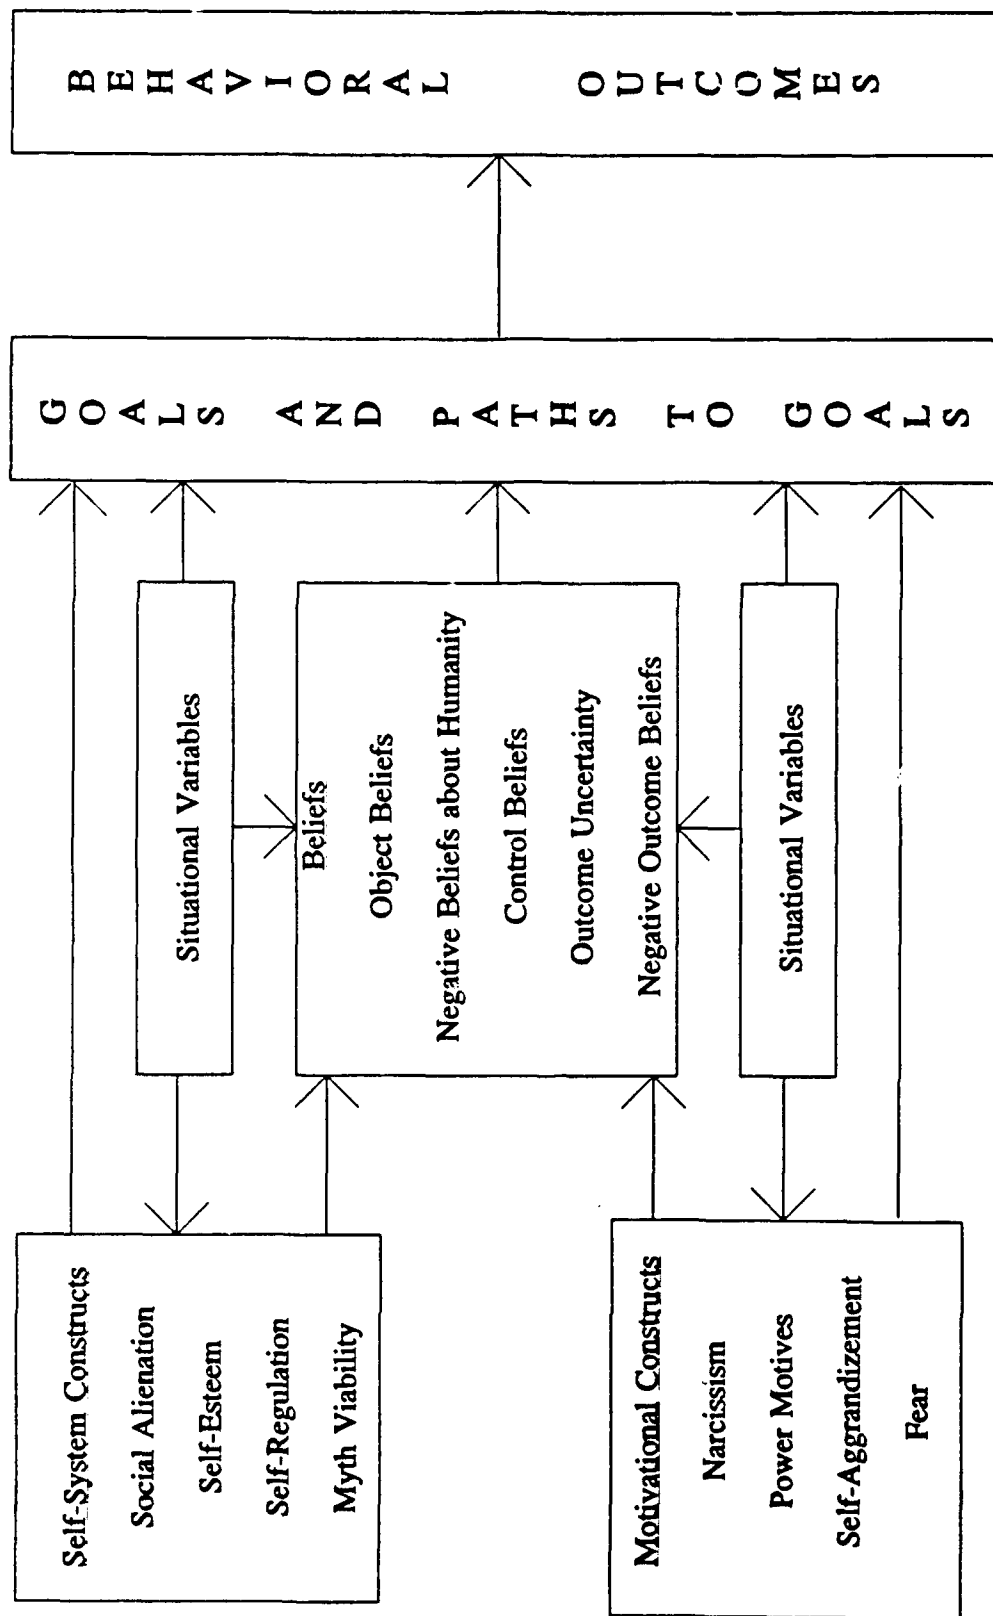 Self-System Constructs
Social Alienation
Self-Esteem
Self-Regulation
Myth Viability
Motivational Constructs
Narcissism
Power Motives
Self-Aggrandizement
Fear
Situational Variables
Beliefs
Object Beliefs
Negative Beliefs about Humanity
Control Beliefs
Outcome Uncertainty
Negative Outcome Beliefs
Situational Variables
GOALS AND PATHS TO GOALS
BEHAVIORAL OUTCOMES